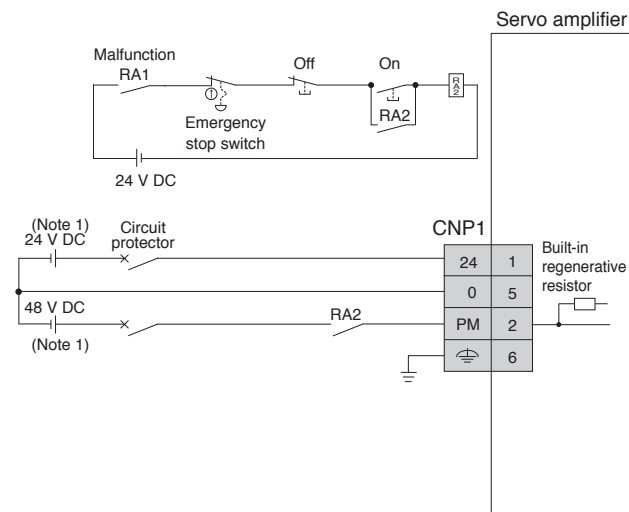 Servo amplifier
Malfunction
RA1
Off
On
RA2
RA2
Emergency
stop switch
24 V DC
(Note 1)
24 V DC
Circuit
protector
CNP1
24 1
0 5
PM 2
6
Built-in
regenerative
resistor
48 V DC
(Note 1)
RA2